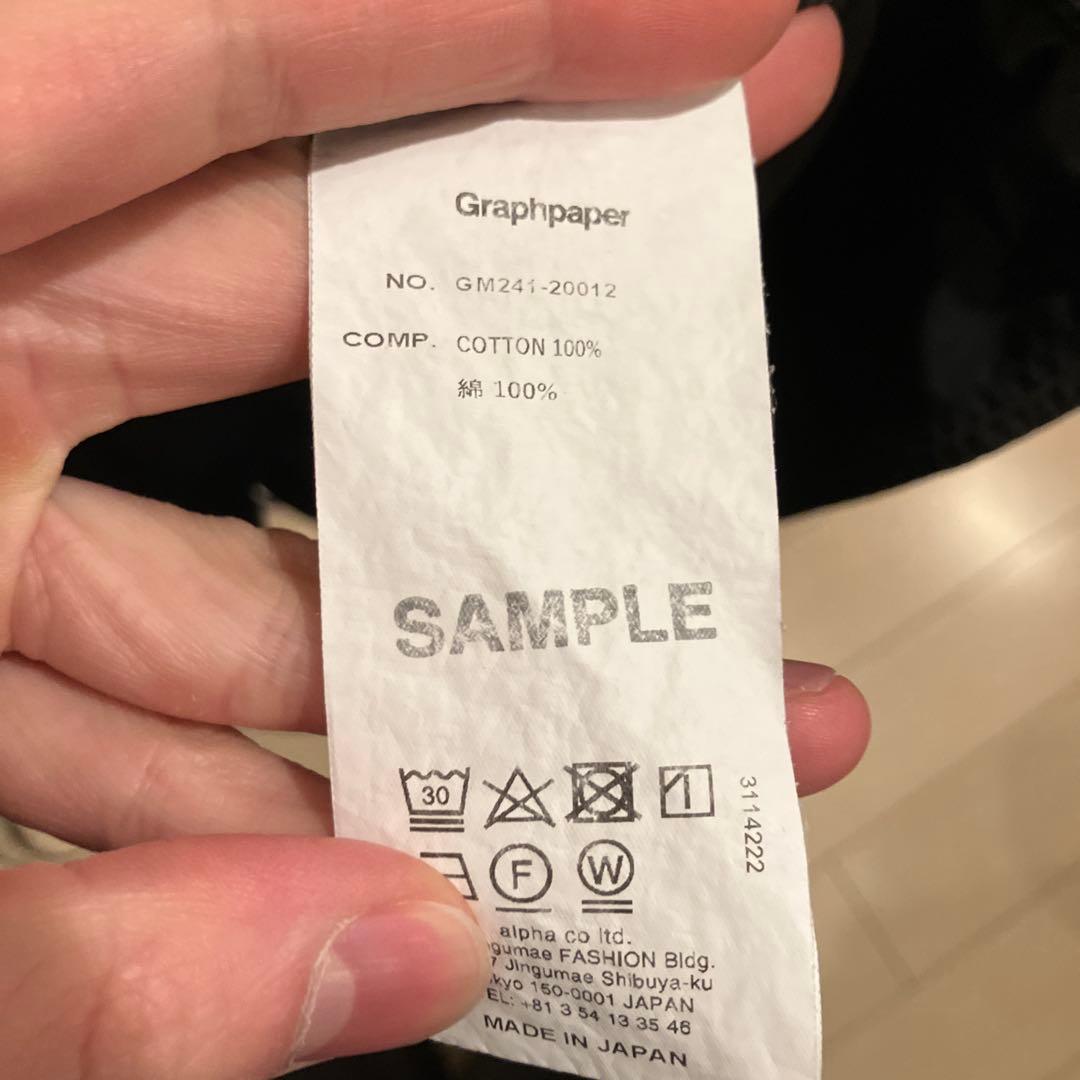 Graphpaper
NO. GM241-20012
COMP. COTTON 100%
綿 100%
SAMPLE
30
3114222
F W
alpha co ltd.
FASHION Bldg.
Jingumae Shibuya-ku
150-0001 JAPAN
+81 3 54 13 35 46
MADE IN JAPAN